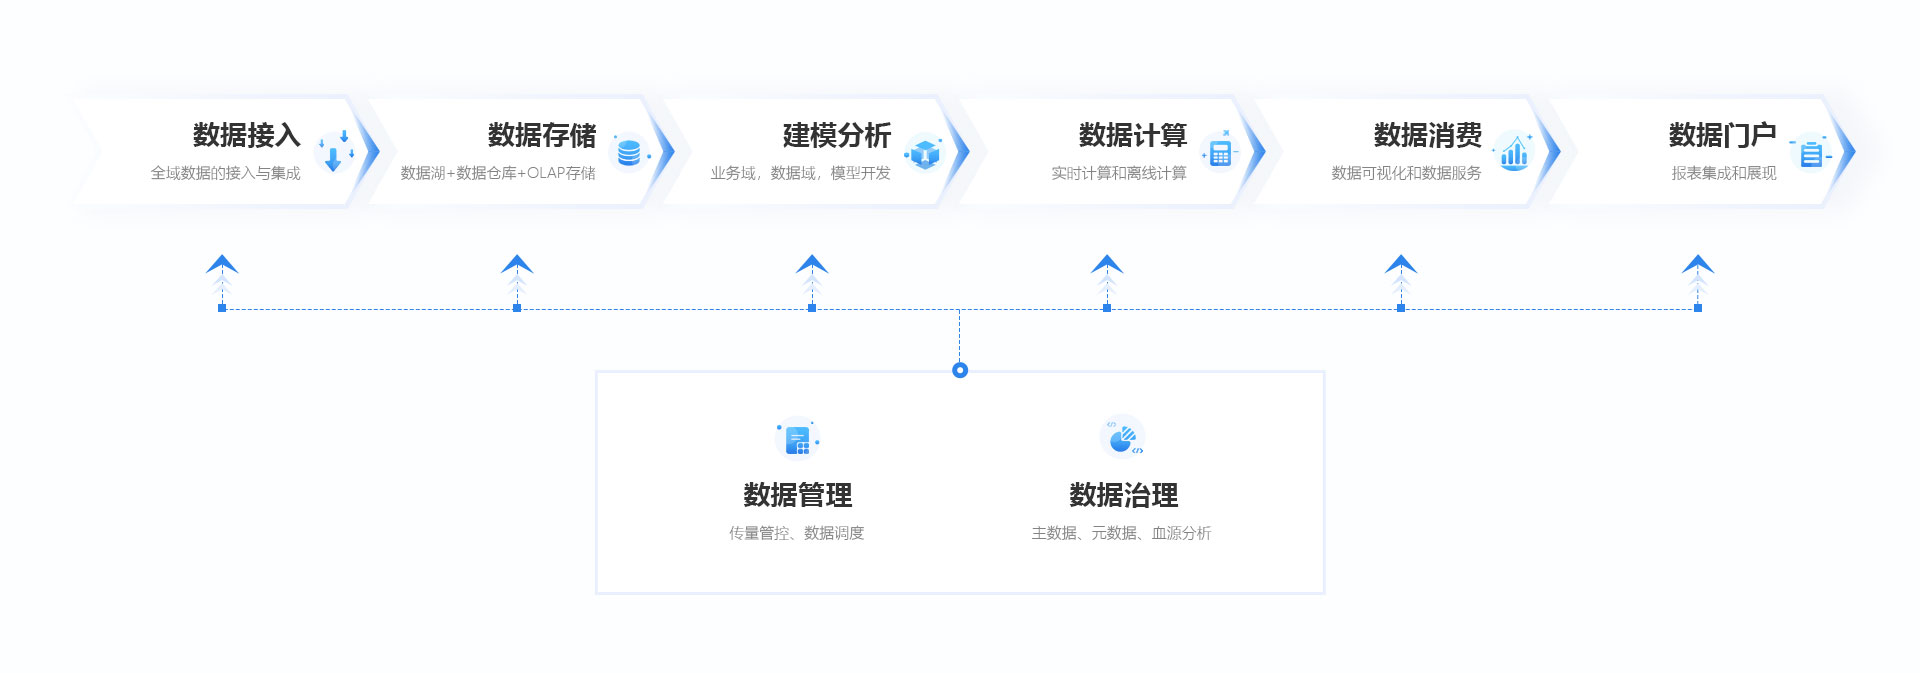 数据接入
全域数据的接入与集成
数据存储
数据湖+数据仓库+OLAP存储
建模分析
业务域，数据域，模型开发
数据计算
实时计算和离线计算
数据消费
数据可视化和数据服务
数据门户
报表集成和展现
数据管理
传量管控、数据调度
数据治理
主数据、元数据、血源分析